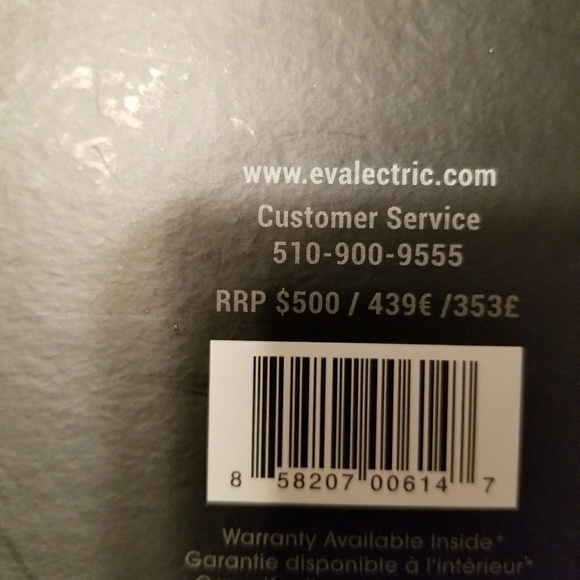 www.evalectric.com
Customer Service
510-900-9555
RRP $500 / 439€ /353£
8 58207 00614 7
Warranty Available Inside*
Garantie disponible à l'intérieur*